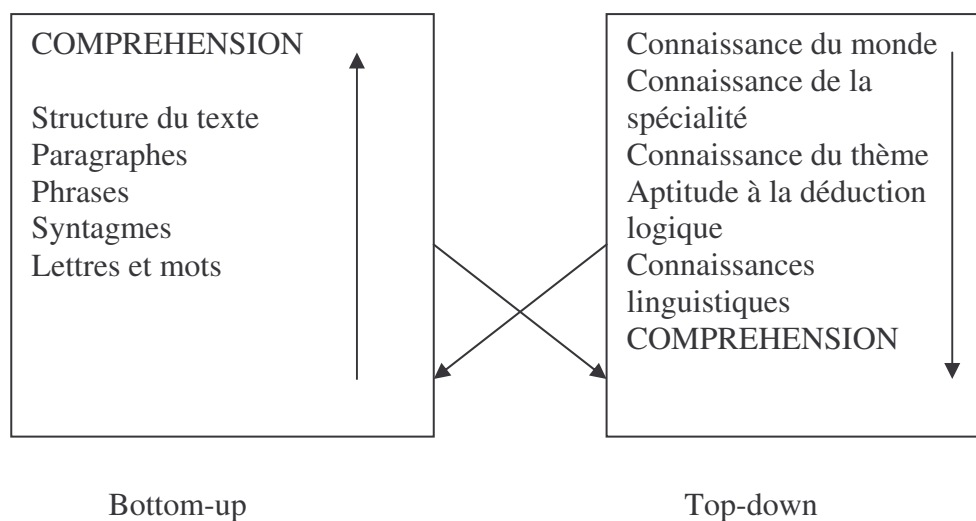 COMPREHENSION
Structure du texte
Paragraphes
Phrases
Syntagmes
Lettres et mots
Connaissance du monde
Connaissance de la
spécialité
Connaissance du thème
Aptitude à la déduction
logique
Connaissances
linguistiques
COMPREHENSION
Bottom-up
Top-down